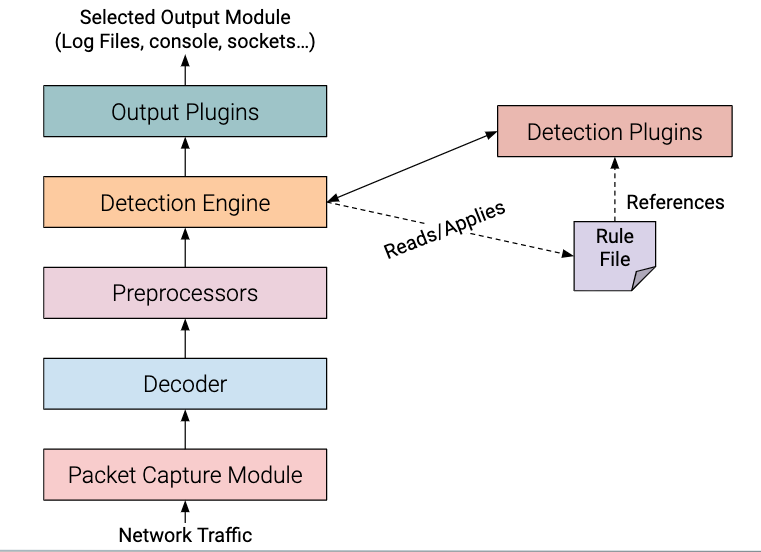 Selected Output Module
(Log Files, console, sockets…)
Output Plugins
Detection Plugins
Detection Engine
References
Reads/Applies
Rule
File
Preprocessors
Decoder
Packet Capture Module
Network Traffic